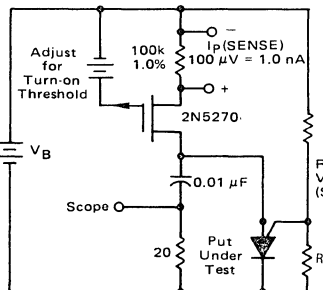 Adjust
for
Turn-on
Threshold
100k
1.0%
−
IP(SENSE)
100 µV = 1.0 nA
+
2N5270
VB
0.01 µF
Scope
20
Put
Under
Test
R
V
(S
R